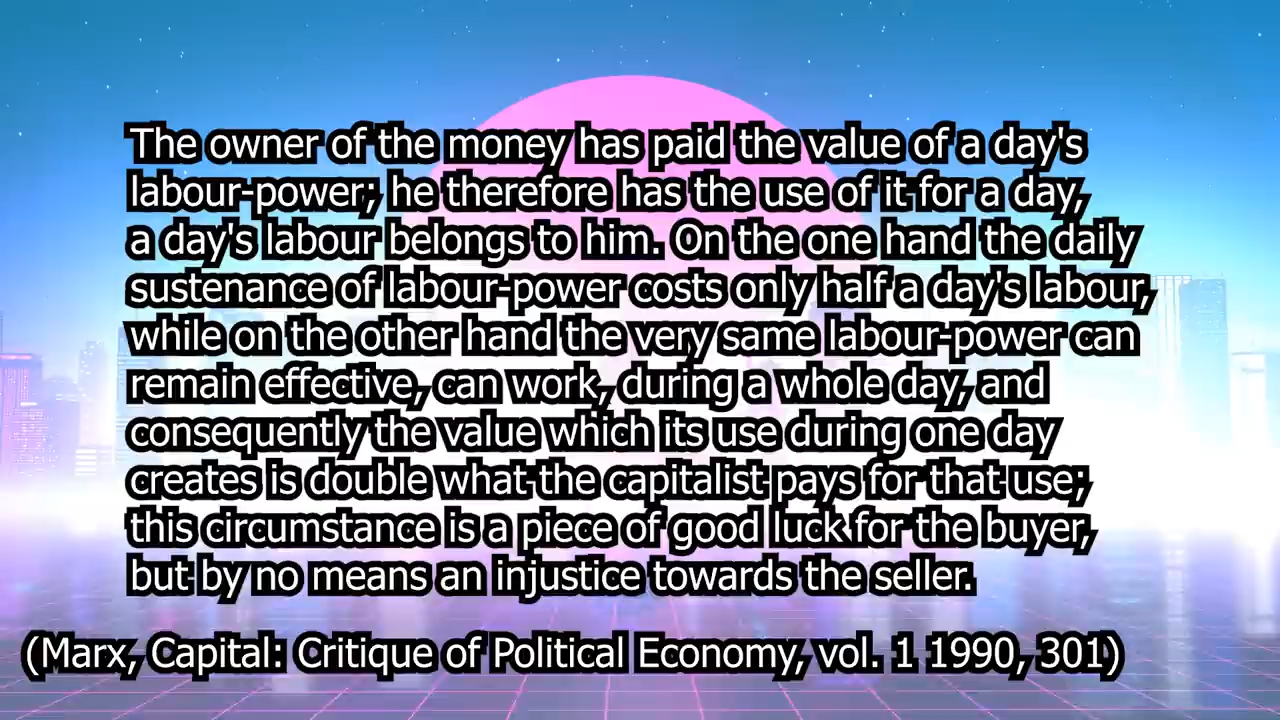 The owner of the money has paid the value of a day's
labour-power; he therefore has the use of it for a day,
a day's labour belongs to him. On the one hand the daily
sustenance of labour-power costs only half a day's labour,
while on the other hand the very same labour-power can
remain effective, can work, during a whole day, and
consequently the value which its use during one day
creates is double what the capitalist pays for that use;
this circumstance is a piece of good luck for the buyer,
but by no means an injustice towards the seller.
(Marx, Capital: Critique of Political Economy, vol. 1 1990, 301)